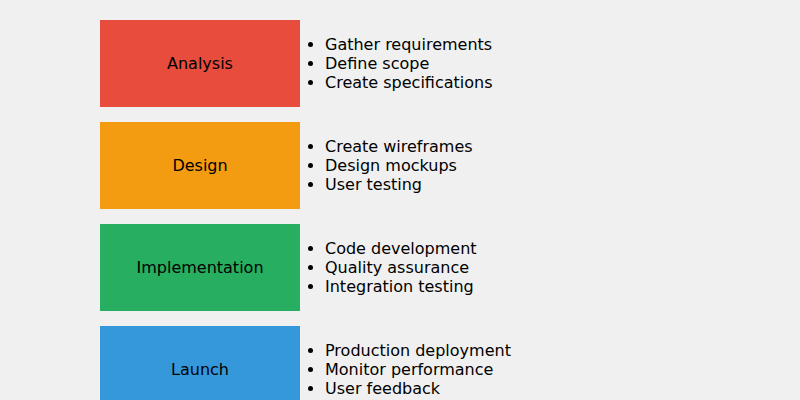 Analysis
• Gather requirements
• Define scope
• Create specifications
Design
• Create wireframes
• Design mockups
• User testing
Implementation
• Code development
• Quality assurance
• Integration testing
Launch
• Production deployment
• Monitor performance
• User feedback